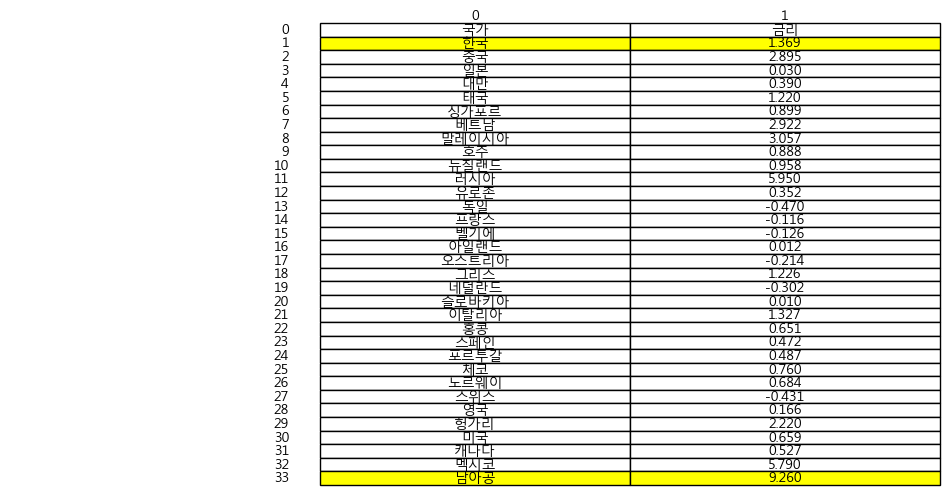 0 1
0 국가 금리
1 한국 1.369
2 중국 2.895
3 일본 0.030
4 대만 0.390
5 태국 1.220
6 싱가포르 0.899
7 베트남 2.922
8 말레이시아 3.057
9 호주 0.888
10 뉴질랜드 0.958
11 러시아 5.950
12 유로존 0.352
13 독일 -0.470
14 프랑스 -0.116
15 벨기에 -0.126
16 아일랜드 0.012
17 오스트리아 -0.214
18 그리스 1.226
19 네덜란드 -0.302
20 슬로바키아 0.010
21 이탈리아 1.327
22 홍콩 0.651
23 스페인 0.472
24 포르투갈 0.487
25 체코 0.760
26 노르웨이 0.684
27 스위스 -0.431
28 영국 0.166
29 헝가리 2.220
30 미국 0.659
31 캐나다 0.527
32 멕시코 5.790
33 남아공 9.260